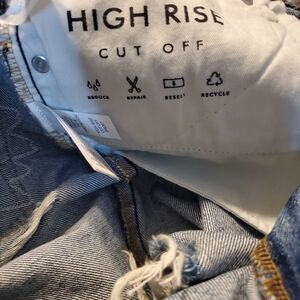 HIGH RISE
CUT OFF
REDUCE REPAIR RESELL RECYCLE